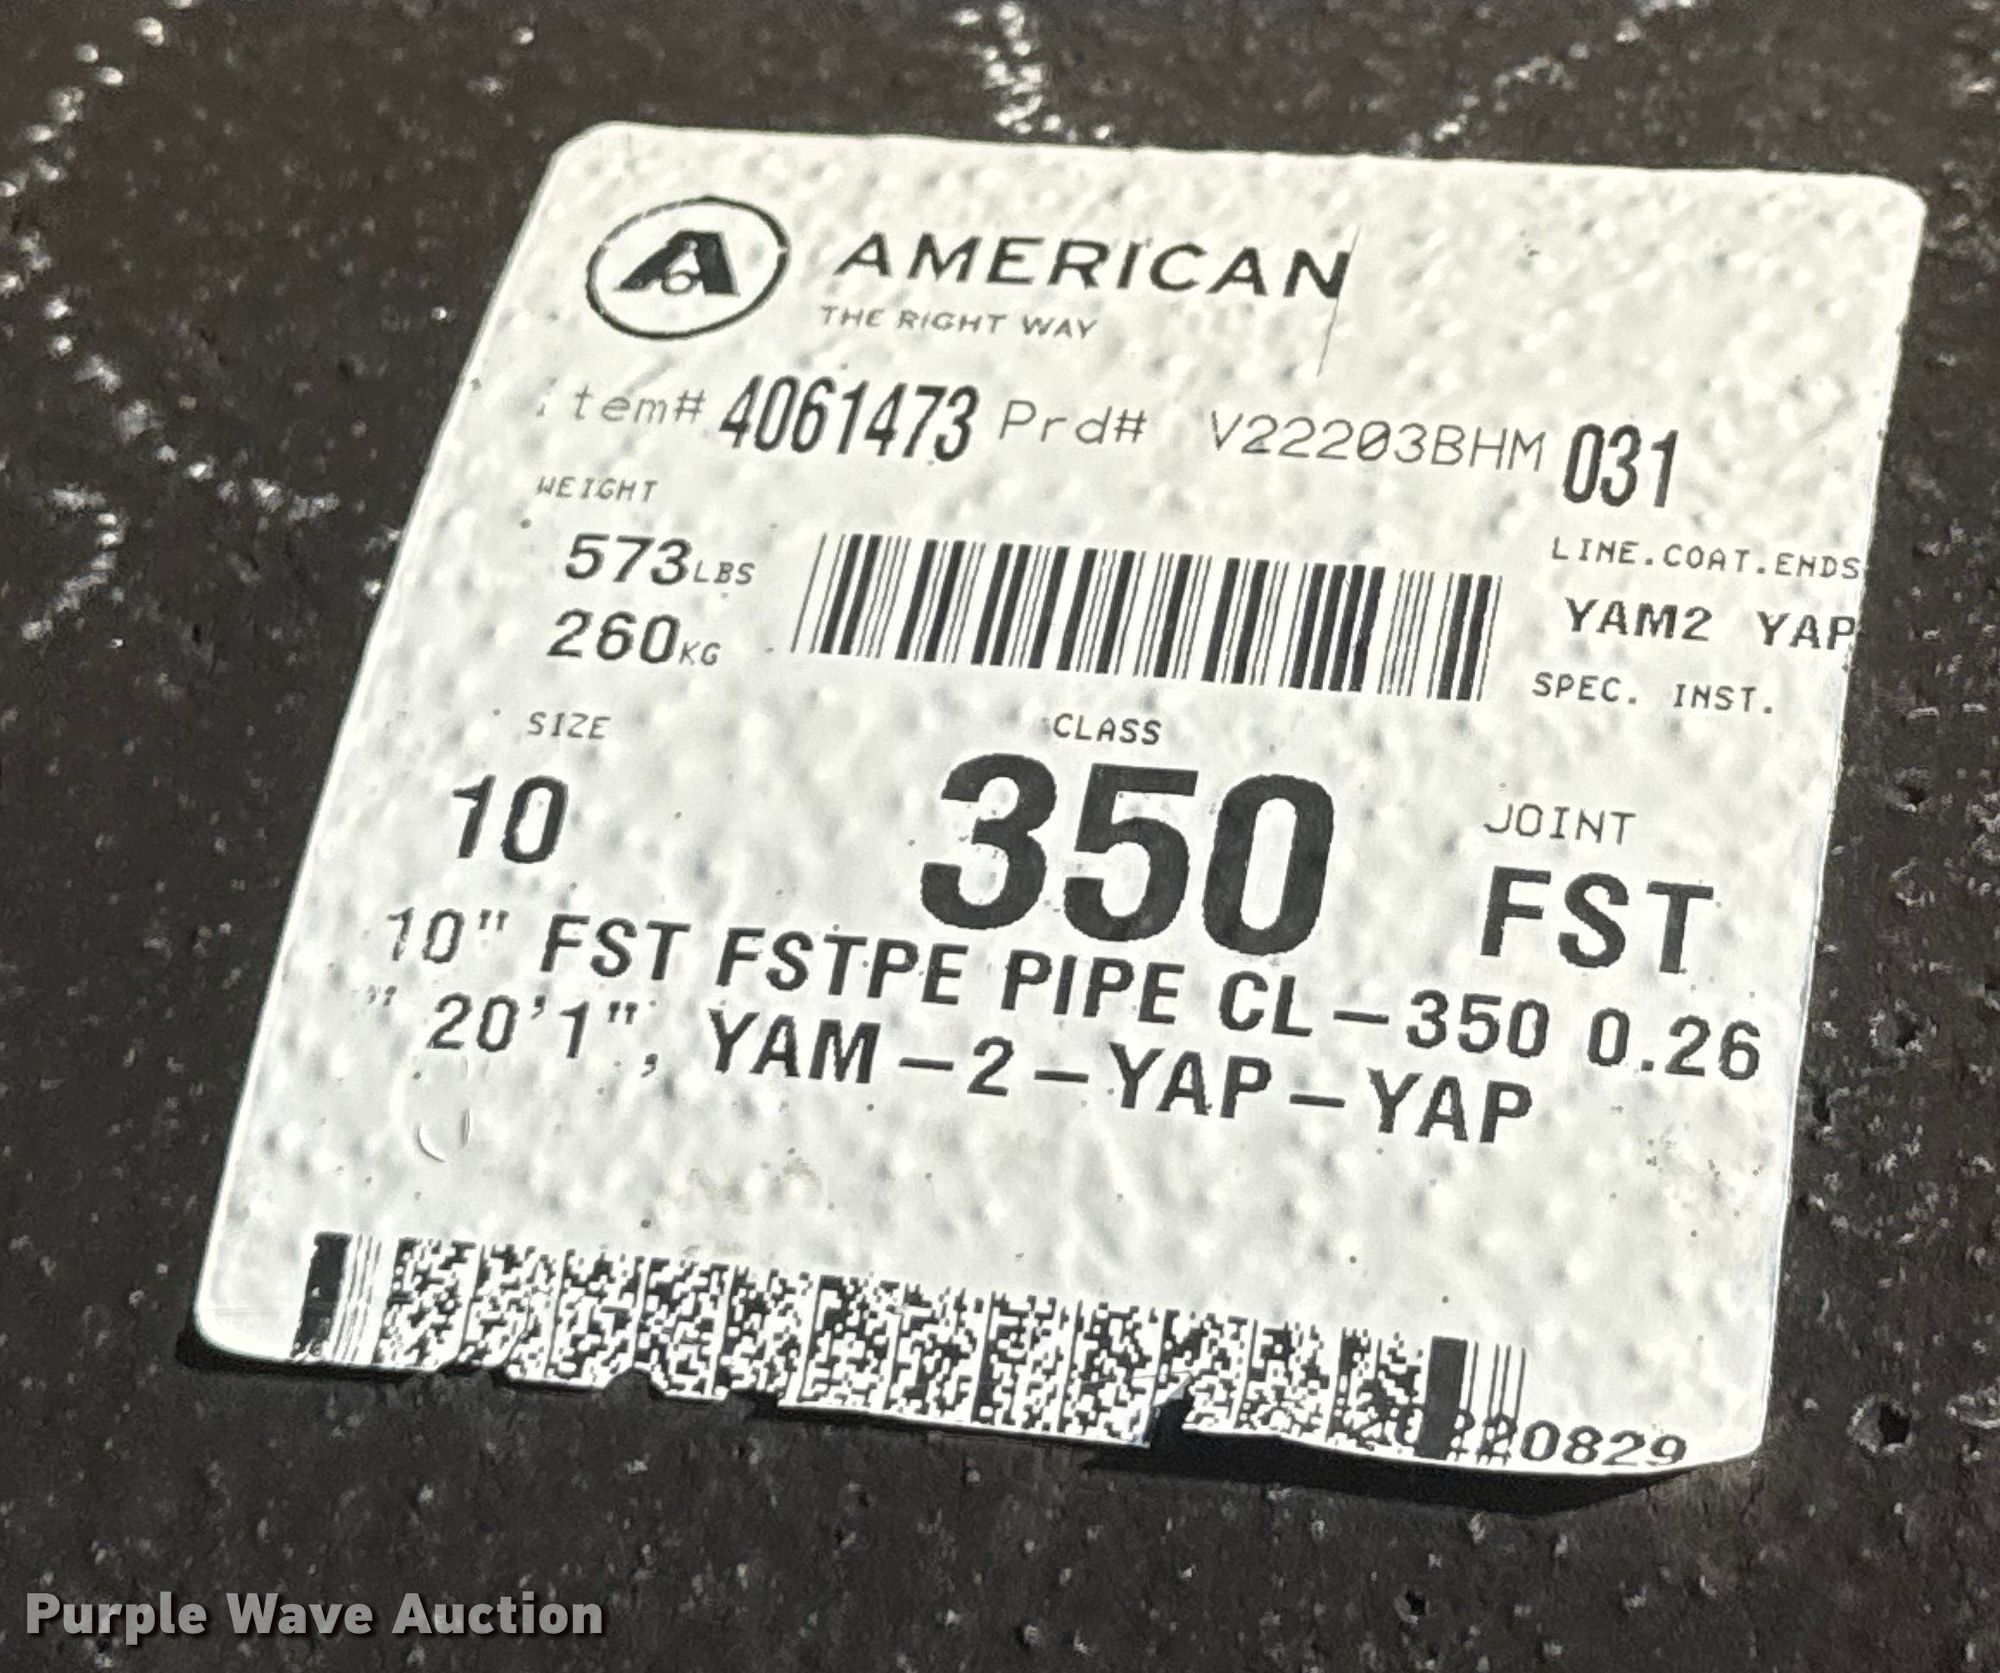 AMERICAN
THE RIGHT WAY
item# 4061473 Prd# V22203BHM 031
WEIGHT
573LBS
260KG
LINE.COAT.ENDS
YAM2 YAP
SPEC. INST.
SIZE
10
CLASS
350
JOINT
FST
10" FST FSTPE PIPE CL-350 0.26
" 20'1", YAM-2-YAP-YAP
20220829
Purple Wave Auction